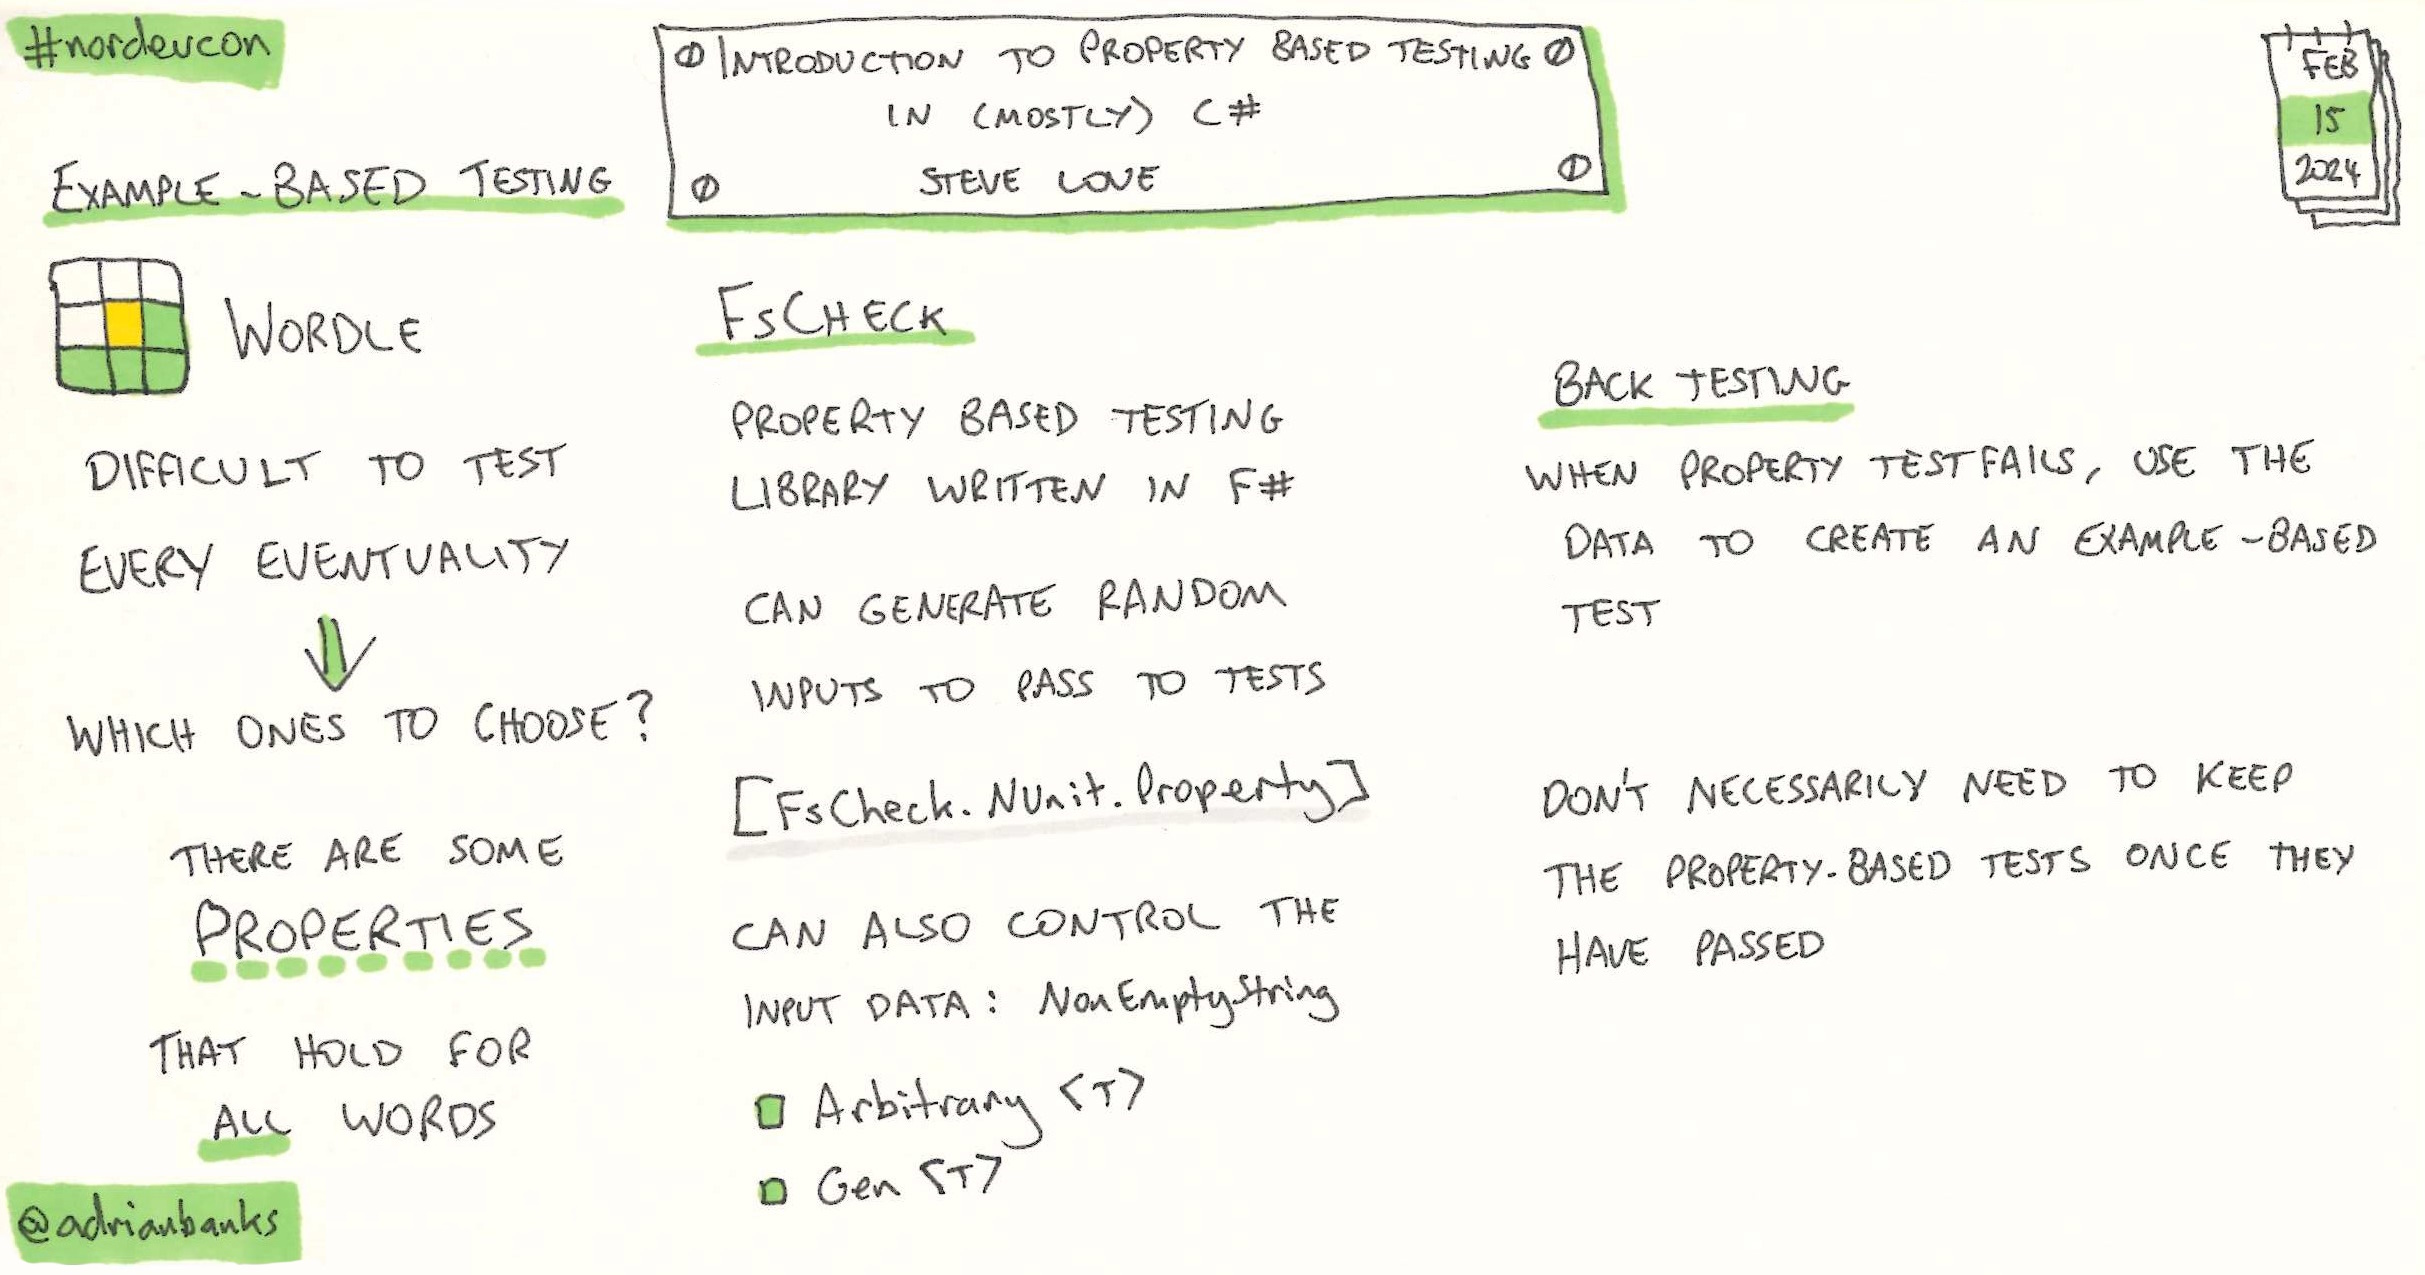 #nordevcon
INTRODUCTION TO PROPERTY BASED TESTING
IN (MOSTLY) C#
STEVE LOVE
FEB
15
2024
EXAMPLE-BASED TESTING
WORDLE
DIFFICULT TO TEST
EVERY EVENTUALITY
WHICH ONES TO CHOOSE?
THERE ARE SOME
PROPERTIES
THAT HOLD FOR
ALL WORDS
@adrianbanks
FSCHECK
PROPERTY BASED TESTING
LIBRARY WRITTEN IN F#
CAN GENERATE RANDOM
INPUTS TO PASS TO TESTS
[FsCheck.NUnit.Property]
CAN ALSO CONTROL THE
INPUT DATA: NonEmptyString
Arbitrary <T>
Gen <T>
BACK TESTING
WHEN PROPERTY TEST FAILS, USE THE
DATA TO CREATE AN EXAMPLE-BASED
TEST
DON'T NECESSARILY NEED TO KEEP
THE PROPERTY-BASED TESTS ONCE THEY
HAVE PASSED